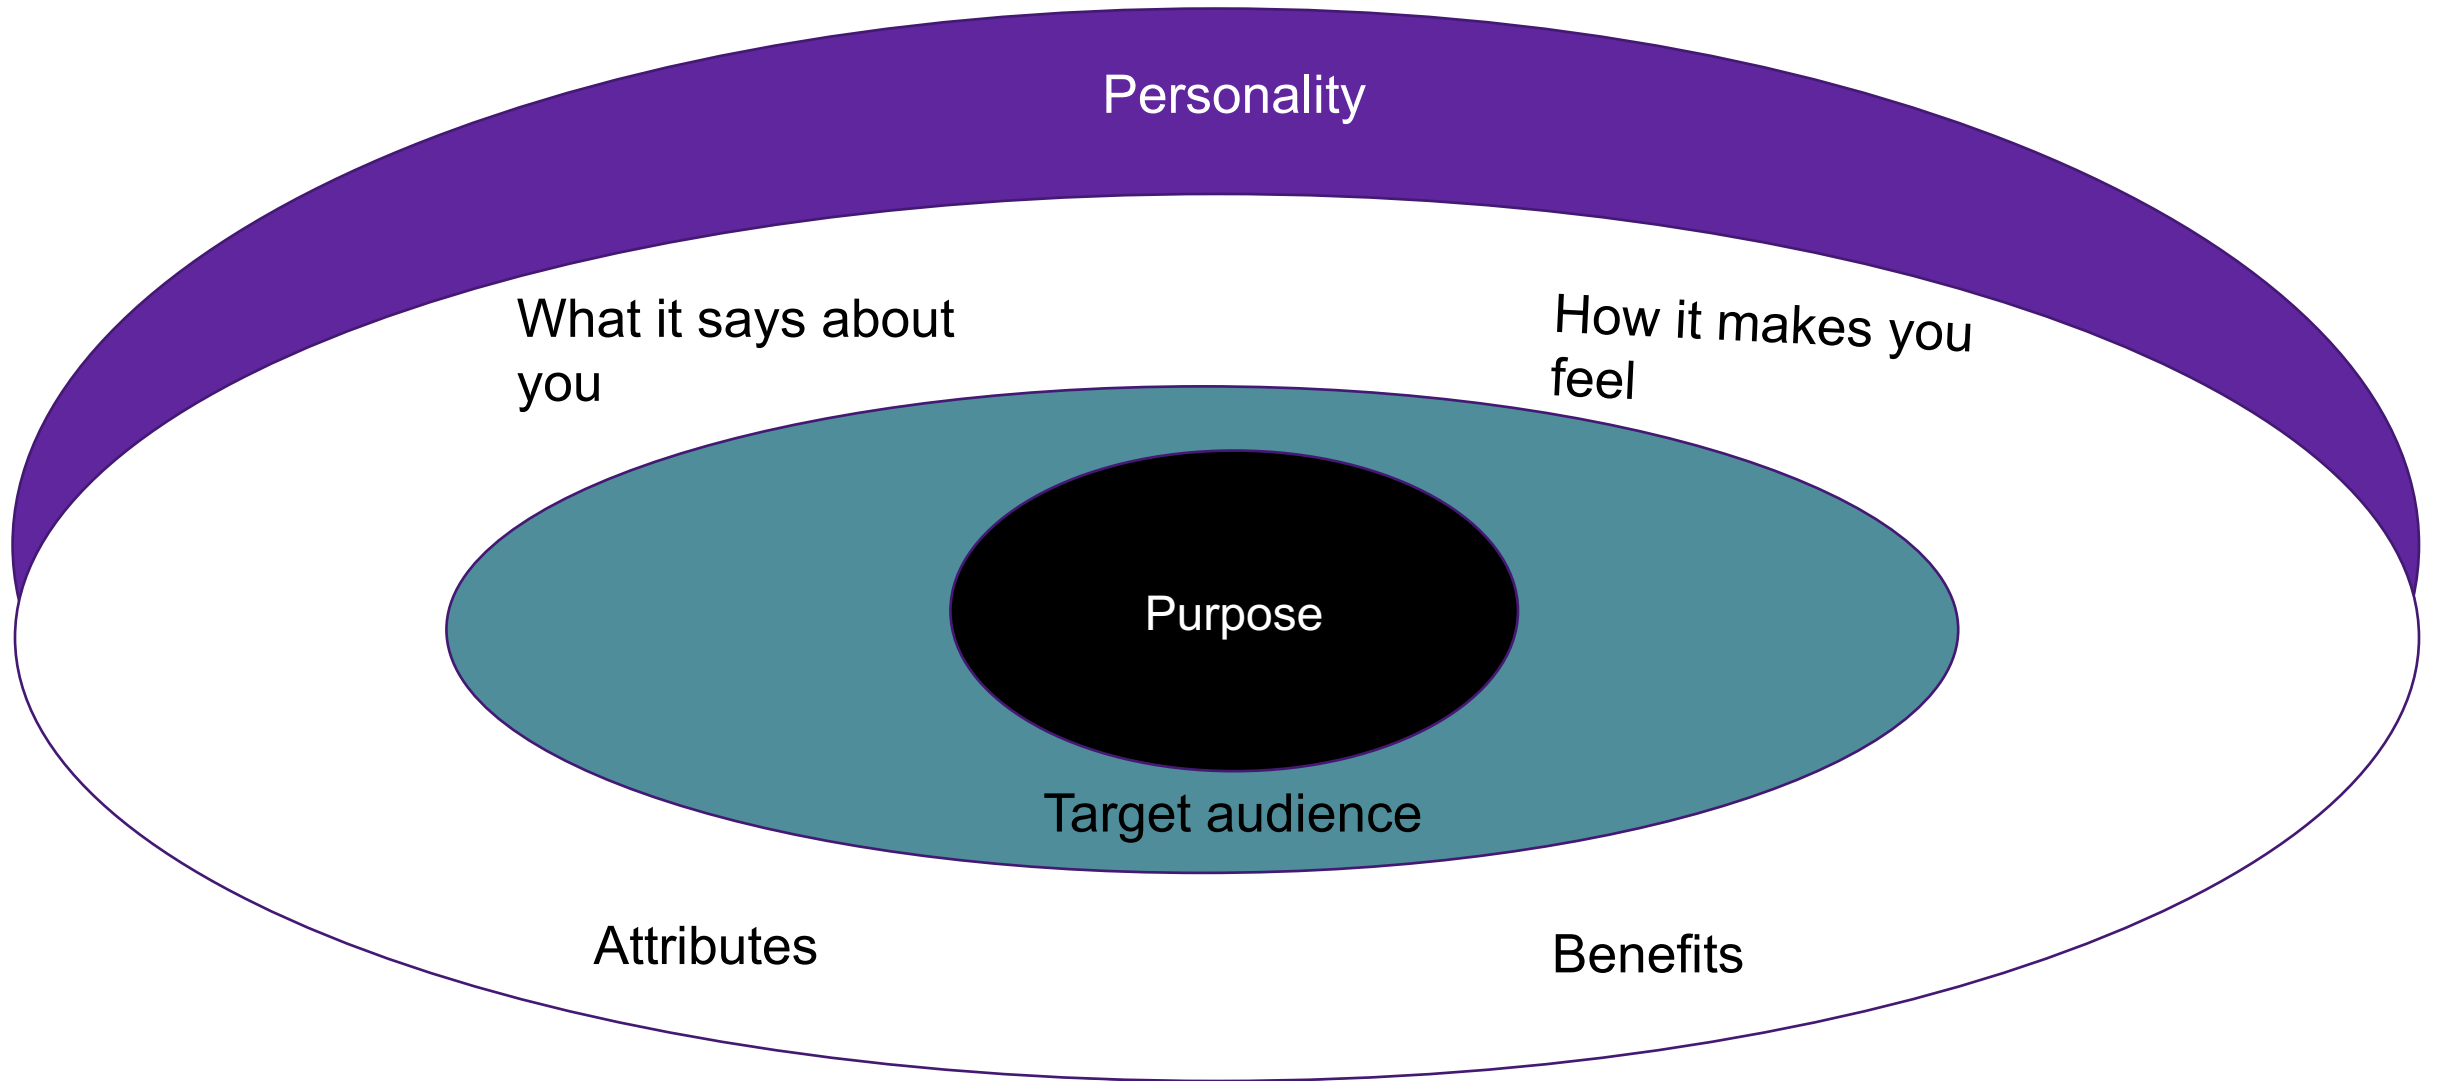 Personality
What it says about
you
How it makes you
feel
Purpose
Target audience
Attributes
Benefits